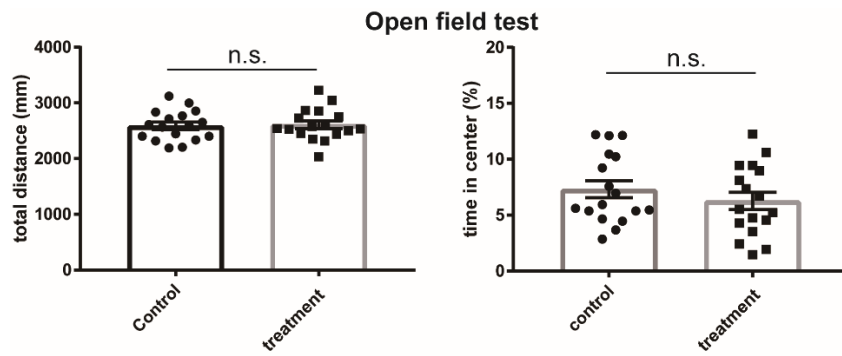 Open field test
total distance (mm)
4000
3000
2000
1000
0
n.s.
Control
treatment
time in center (%)
20
15
10
5
0
n.s.
control
treatment